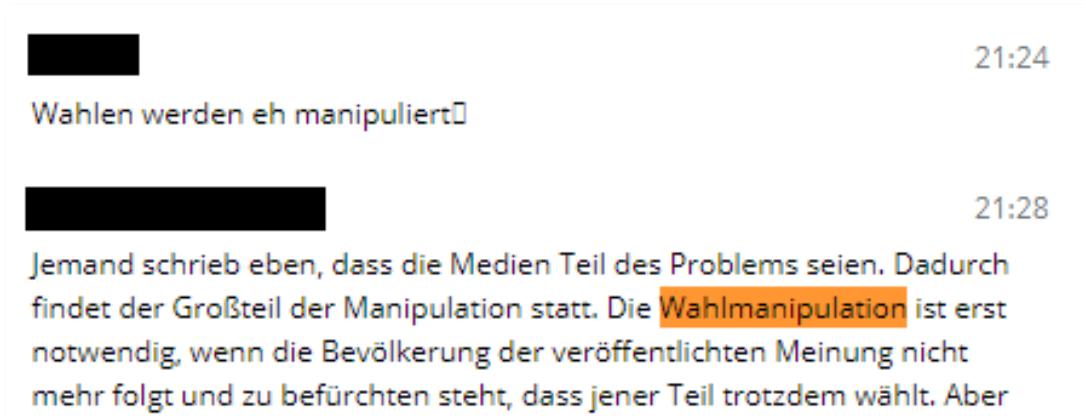 21:24
Wahlen werden eh manipuliert▯
21:28
Jemand schrieb eben, dass die Medien Teil des Problems seien. Dadurch
findet der Großteil der Manipulation statt. Die Wahlmanipulation ist erst
notwendig, wenn die Bevölkerung der veröffentlichten Meinung nicht
mehr folgt und zu befürchten steht, dass jener Teil trotzdem wählt. Aber